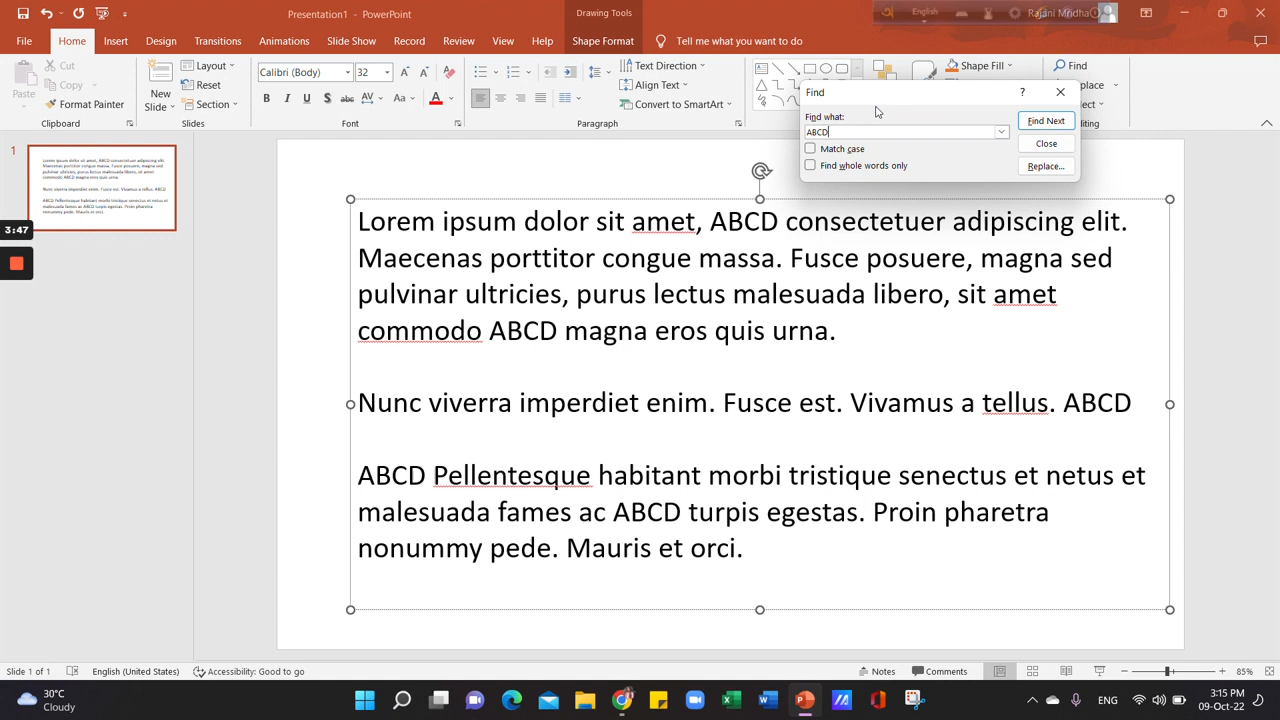 Presentation1 - PowerPoint
Drawing Tools
English
Rajani Mridha
File Home Insert Design Transitions Animations Slide Show Record Review View Help Shape Format Tell me what you want to do
Paste
Cut
Copy
Format Painter
Clipboard
New Slide
Layout
Reset
Section
Slides
Calibri (Body) 32
Font
Text Direction
Align Text
Convert to SmartArt
Paragraph
Shape Fill
Find
Find
Find what:
ABCD
Match case
Find whole words only
Find Next
Close
Replace...
1
3:47
Lorem ipsum dolor sit amet, ABCD consectetuer adipiscing elit.
Maecenas porttitor congue massa. Fusce posuere, magna sed
pulvinar ultricies, purus lectus malesuada libero, sit amet
commodo ABCD magna eros quis urna.
Nunc viverra imperdiet enim. Fusce est. Vivamus a tellus. ABCD
ABCD Pellentesque habitant morbi tristique senectus et netus et
malesuada fames ac ABCD turpis egestas. Proin pharetra
nonummy pede. Mauris et orci.
Slide 1 of 1 English (United States) Accessibility: Good to go Notes Comments 85%
30°C
Cloudy
ENG
3:15 PM